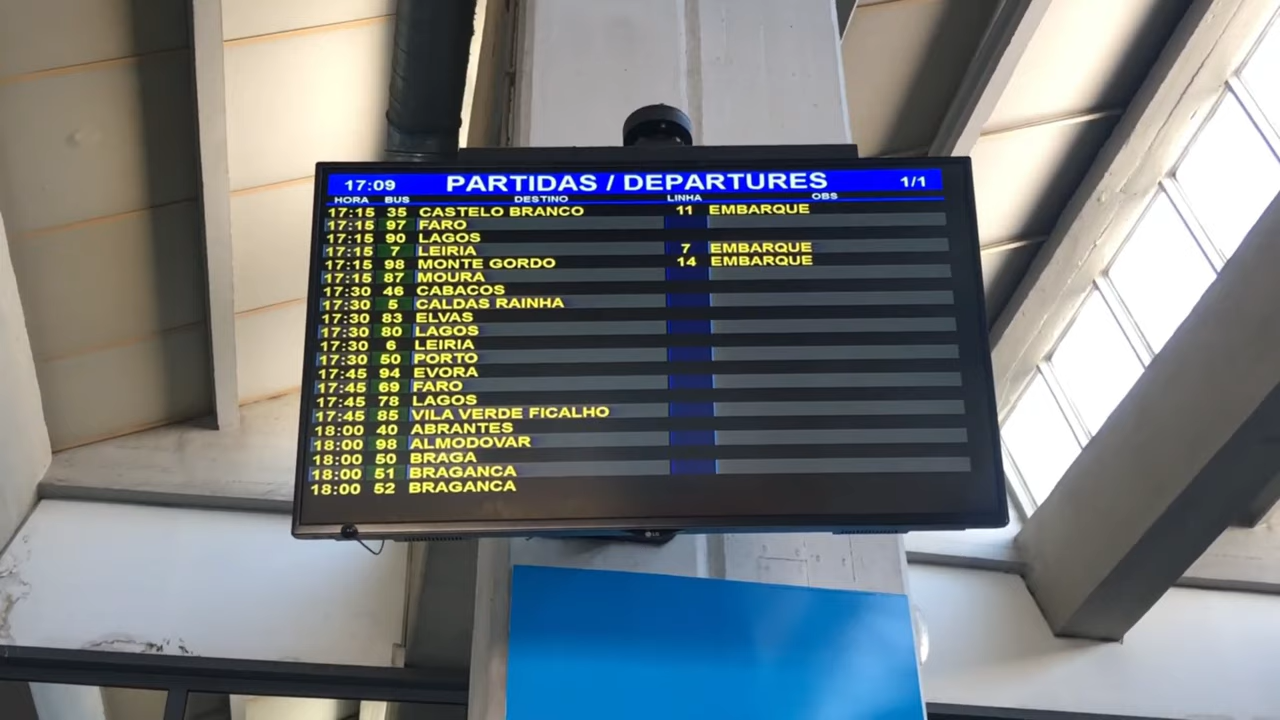 17:09 PARTIDAS / DEPARTURES 1/1
HORA BUS DESTINO LINHA OBS
17:15 35 CASTELO BRANCO 11 EMBARQUE
17:15 97 FARO
17:15 90 LAGOS
17:15 7 LEIRIA 7 EMBARQUE
17:15 98 MONTE GORDO 14 EMBARQUE
17:15 87 MOURA
17:30 46 CABACOS
17:30 5 CALDAS RAINHA
17:30 83 ELVAS
17:30 80 LAGOS
17:30 6 LEIRIA
17:30 50 PORTO
17:45 94 EVORA
17:45 69 FARO
17:45 78 LAGOS
17:45 85 VILA VERDE FICALHO
18:00 40 ABRANTES
18:00 98 ALMODOVAR
18:00 50 BRAGA
18:00 51 BRAGANCA
18:00 52 BRAGANCA
LG